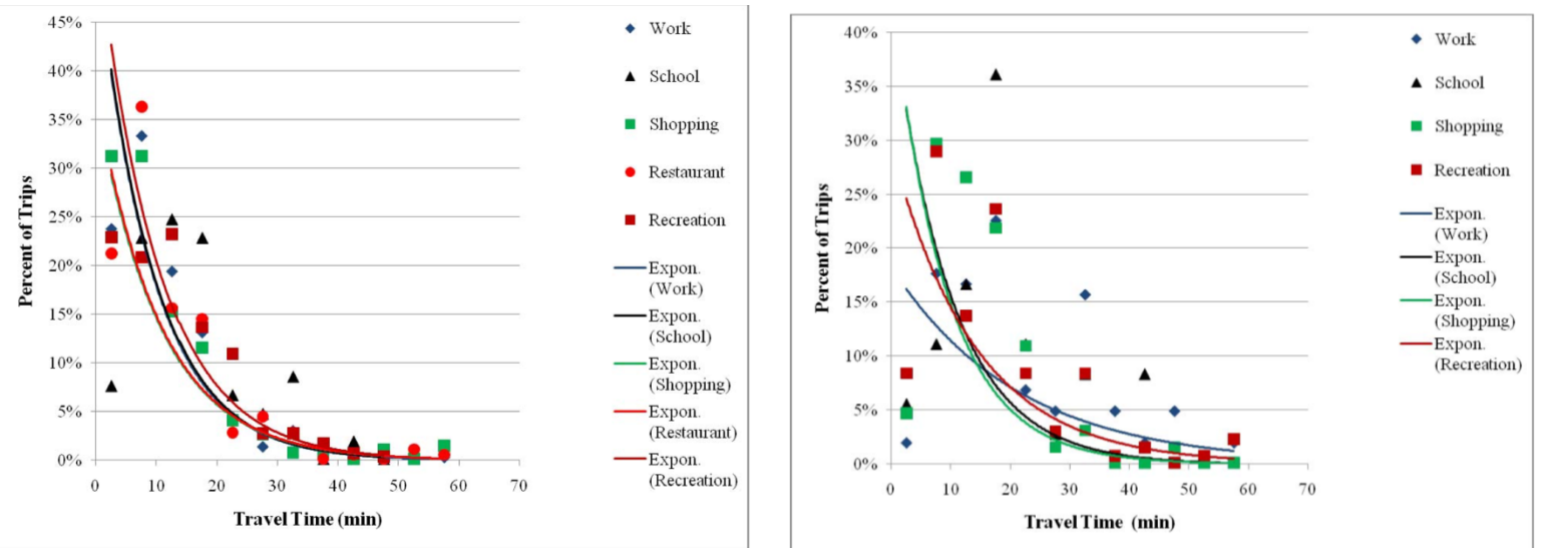 45%
40%
35%
30%
25%
20%
15%
10%
5%
0%
Percent of Trips
0 10 20 30 40 50 60 70
Travel Time (min)
Work
School
Shopping
Restaurant
Recreation
Expon.
(Work)
Expon.
(School)
Expon.
(Shopping)
Expon.
(Restaurant)
Expon.
(Recreation)
40%
35%
30%
25%
20%
15%
10%
5%
0%
Percent of Trips
0 10 20 30 40 50 60 70
Travel Time (min)
Work
School
Shopping
Recreation
Expon.
(Work)
Expon.
(School)
Expon.
(Shopping)
Expon.
(Recreation)